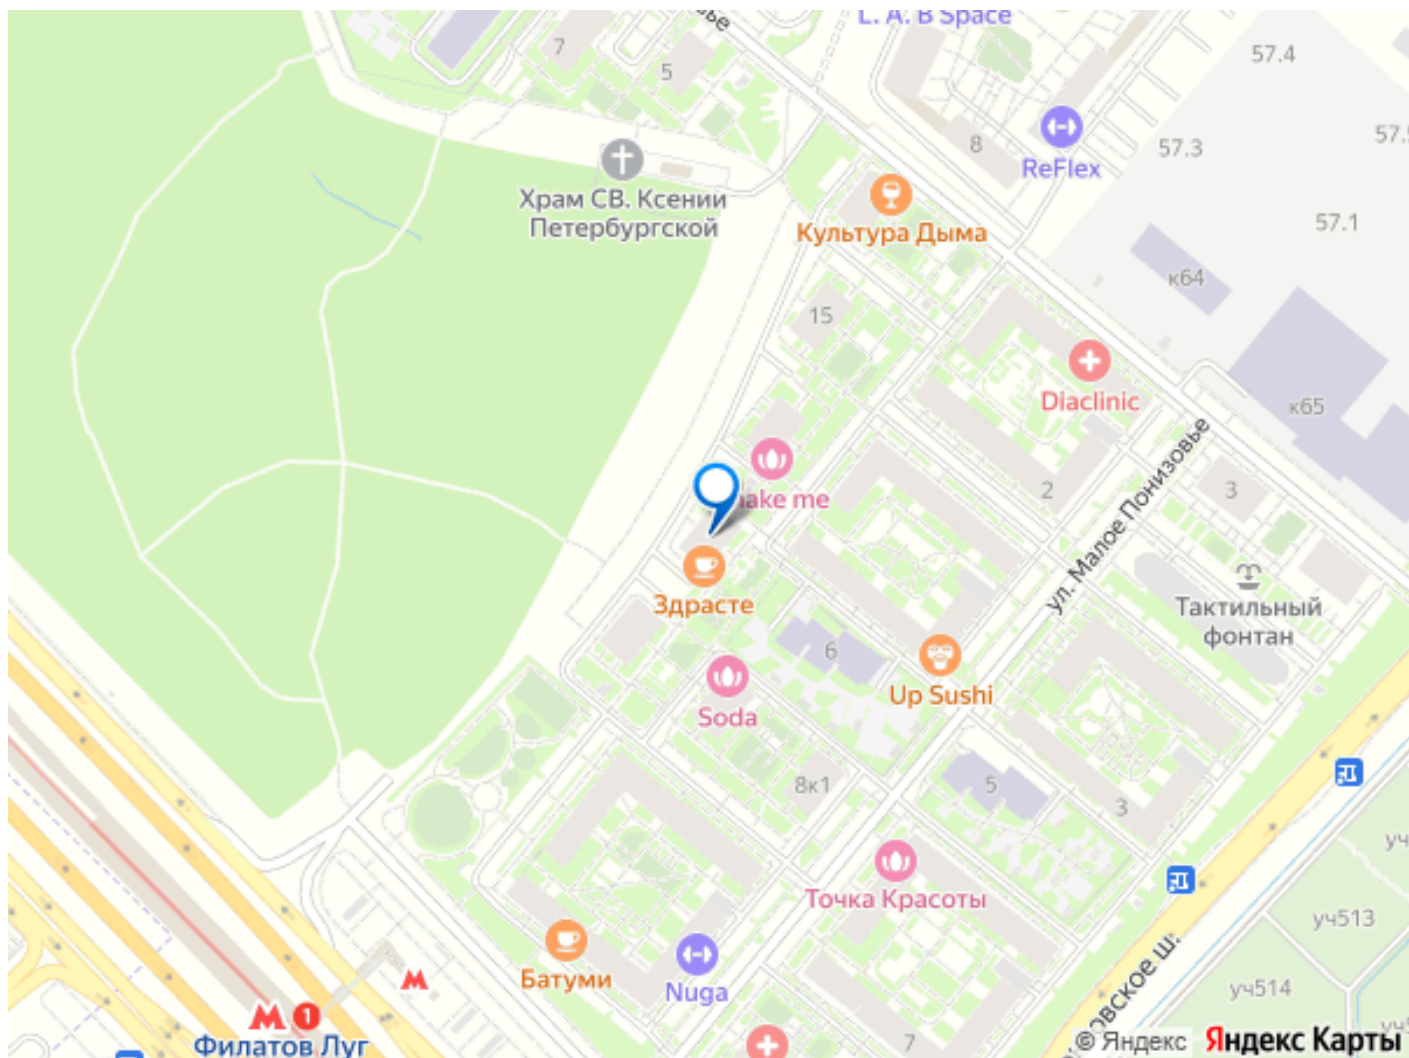 L. A. B Space
57.4
7
5
57.3
8
ReFlex
Храм СВ. Ксении
Петербургской
57.1
Культура Дыма
к64
15
Diaclinic
к65
ake me
2
3
ул. Малое Понизовье
Здрасте
Тактильный
фонтан
6
Up Sushi
Soda
8к1
5
3
Точка Красоты
уч513
Батуми
Nuga
уч514
овское ш.
М 1
Филатов Луг
7
© Яндекс Яндекс Карты